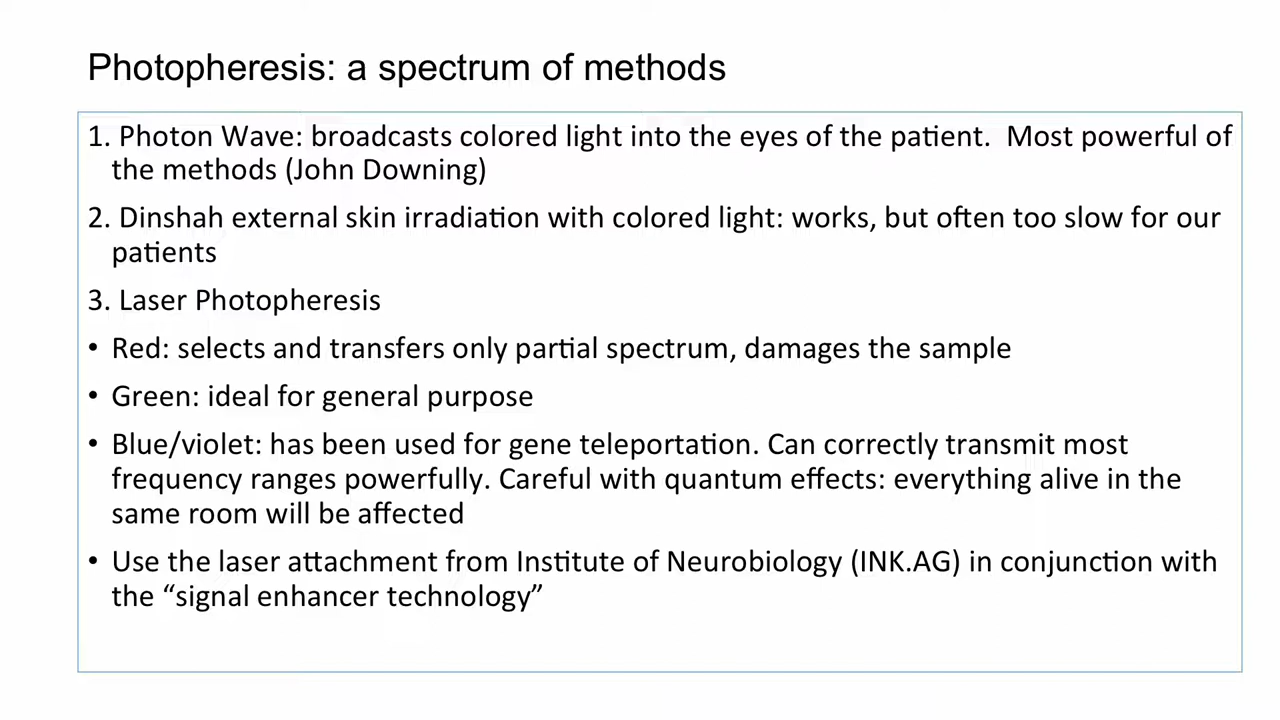 Photopheresis: a spectrum of methods
1. Photon Wave: broadcasts colored light into the eyes of the patient.  Most powerful of
the methods (John Downing)
2. Dinshah external skin irradiation with colored light: works, but often too slow for our
patients
3. Laser Photopheresis
• Red: selects and transfers only partial spectrum, damages the sample
• Green: ideal for general purpose
• Blue/violet: has been used for gene teleportation. Can correctly transmit most
frequency ranges powerfully. Careful with quantum effects: everything alive in the
same room will be affected
• Use the laser attachment from Institute of Neurobiology (INK.AG) in conjunction with
the “signal enhancer technology”